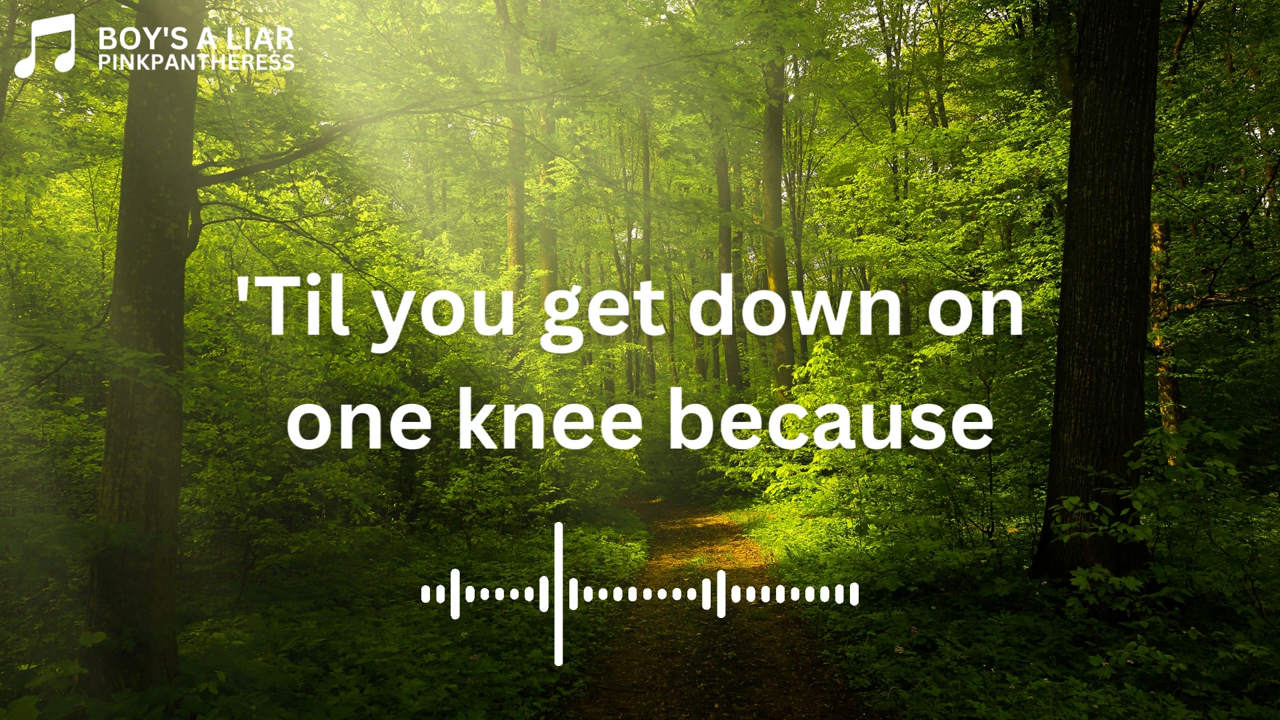 BOY'S A LIAR
PINKPANTHERESS
'Til you get down on
one knee because